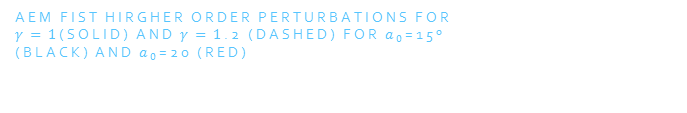 AEM FIST HIRGHER ORDER PERTURBATIONS FOR
γ = 1(SOLID) AND γ = 1.2 (DASHED) FOR α₀=15°
(BLACK) AND α₀=20 (RED)